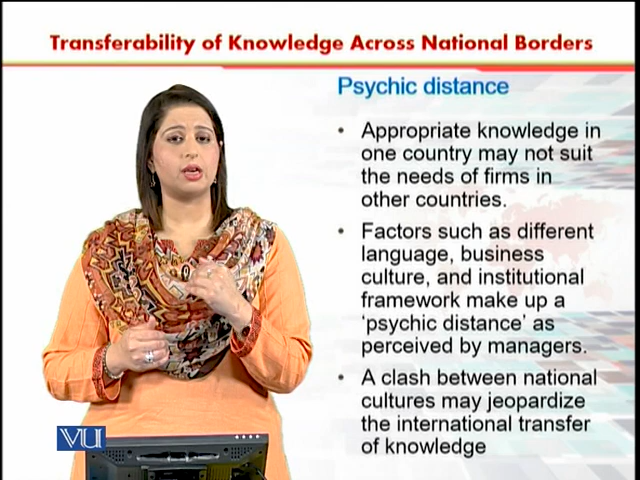 Transferability of Knowledge Across National Borders
Psychic distance
• Appropriate knowledge in
one country may not suit
the needs of firms in
other countries.
• Factors such as different
language, business
culture, and institutional
framework make up a
‘psychic distance’ as
perceived by managers.
• A clash between national
cultures may jeopardize
the international transfer
of knowledge
VU